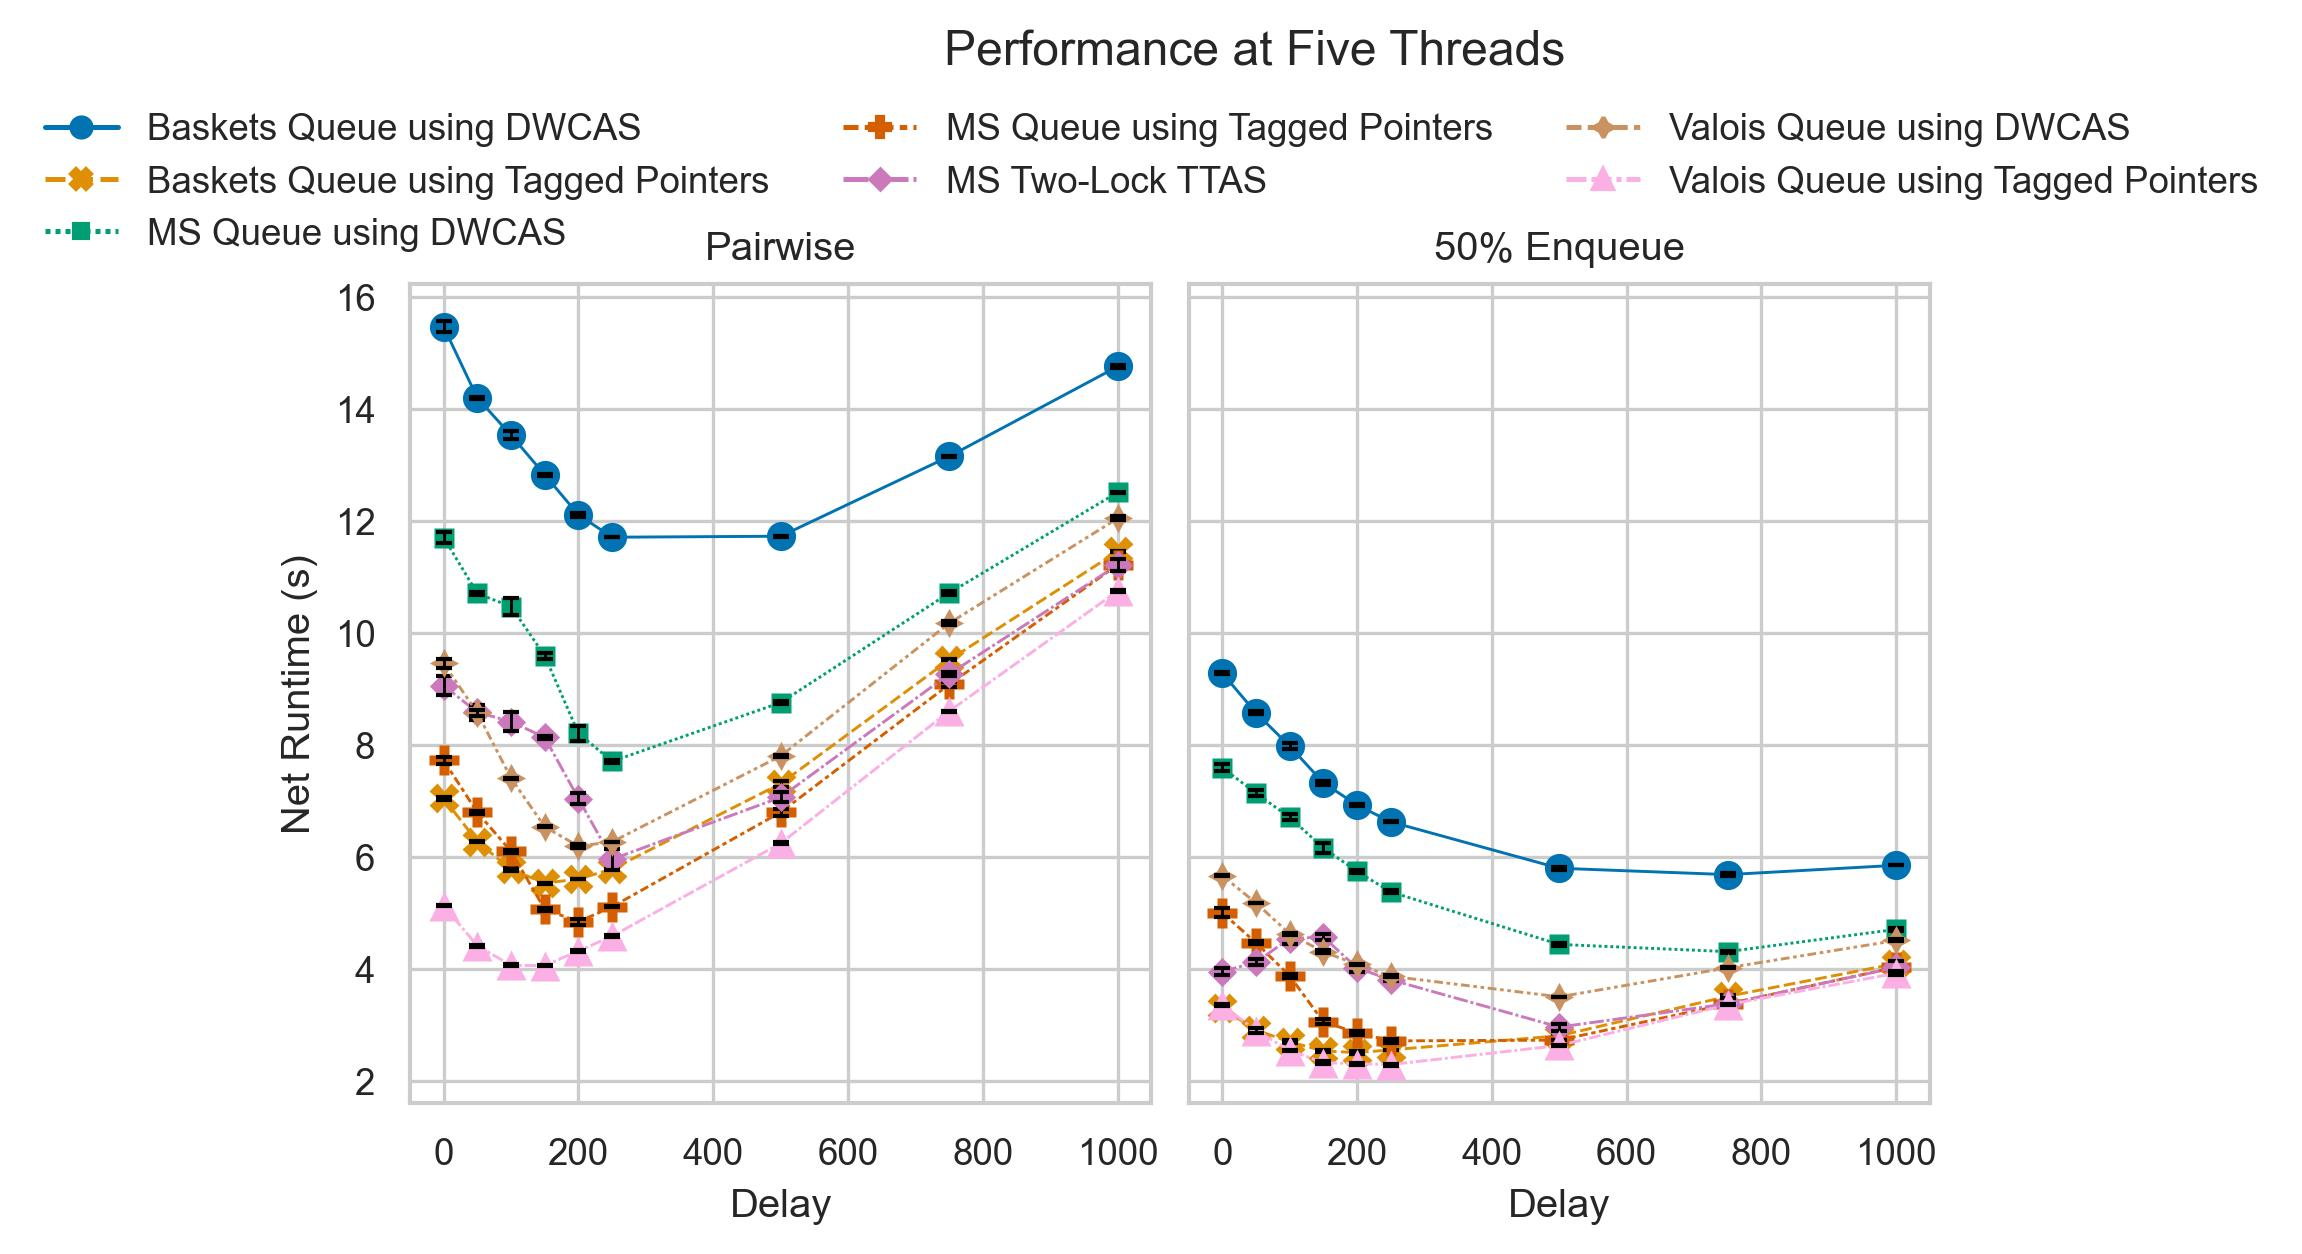 Performance at Five Threads
Baskets Queue using DWCAS
Baskets Queue using Tagged Pointers
MS Queue using DWCAS
MS Queue using Tagged Pointers
MS Two-Lock TTAS
Valois Queue using DWCAS
Valois Queue using Tagged Pointers
Pairwise
50% Enqueue
Net Runtime (s)
16
14
12
10
8
6
4
2
0 200 400 600 800 1000
0 200 400 600 800 1000
Delay
Delay